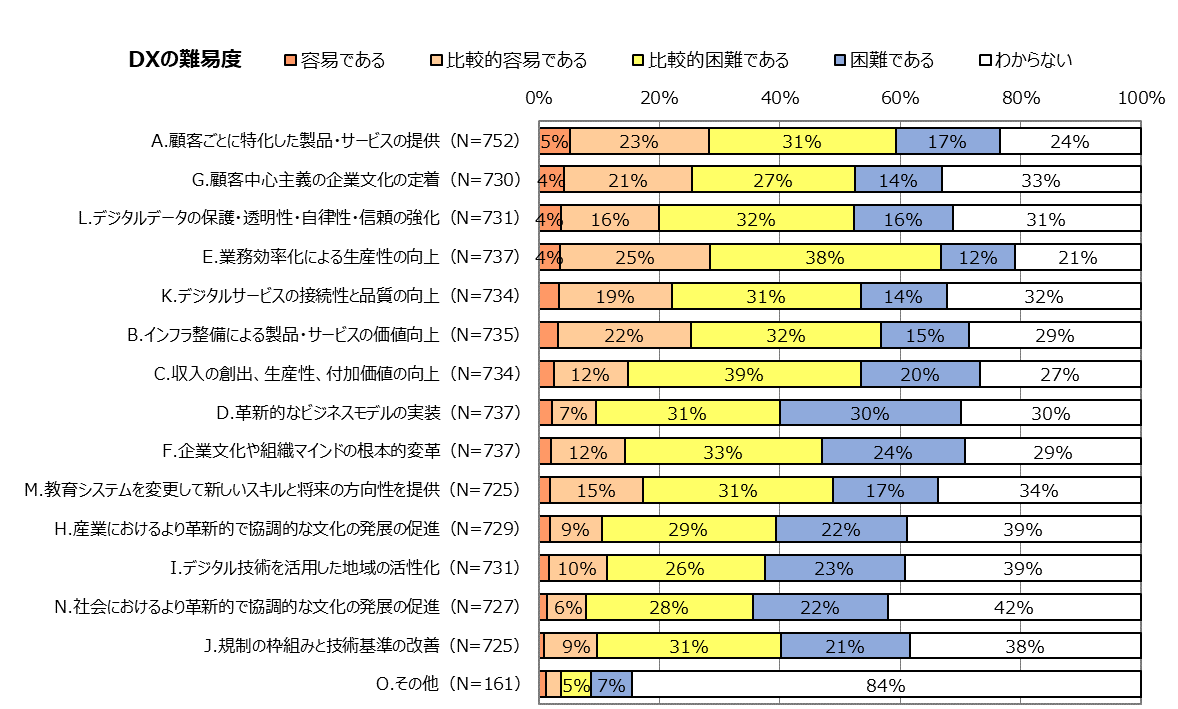 DXの難易度 容易である 比較的容易である 比較的困難である 困難である わからない
0% 20% 40% 60% 80% 100%
A.顧客ごとに特化した製品・サービスの提供（N=752） 5% 23% 31% 17% 24%
G.顧客中心主義の企業文化の定着（N=730） 4% 21% 27% 14% 33%
L.デジタルデータの保護・透明性・自律性・信頼の強化（N=731） 4% 16% 32% 16% 31%
E.業務効率化による生産性の向上（N=737） 4% 25% 38% 12% 21%
K.デジタルサービスの接続性と品質の向上（N=734） 19% 31% 14% 32%
B.インフラ整備による製品・サービスの価値向上（N=735） 22% 32% 15% 29%
C.収入の創出、生産性、付加価値の向上（N=734） 12% 39% 20% 27%
D.革新的なビジネスモデルの実装（N=737） 7% 31% 30% 30%
F.企業文化や組織マインドの根本的変革（N=737） 12% 33% 24% 29%
M.教育システムを変更して新しいスキルと将来の方向性を提供（N=725） 15% 31% 17% 34%
H.産業におけるより革新的で協調的な文化の発展の促進（N=729） 9% 29% 22% 39%
I.デジタル技術を活用した地域の活性化（N=731） 10% 26% 23% 39%
N.社会におけるより革新的で協調的な文化の発展の促進（N=727） 6% 28% 22% 42%
J.規制の枠組みと技術基準の改善（N=725） 9% 31% 21% 38%
O.その他（N=161） 5% 7% 84%